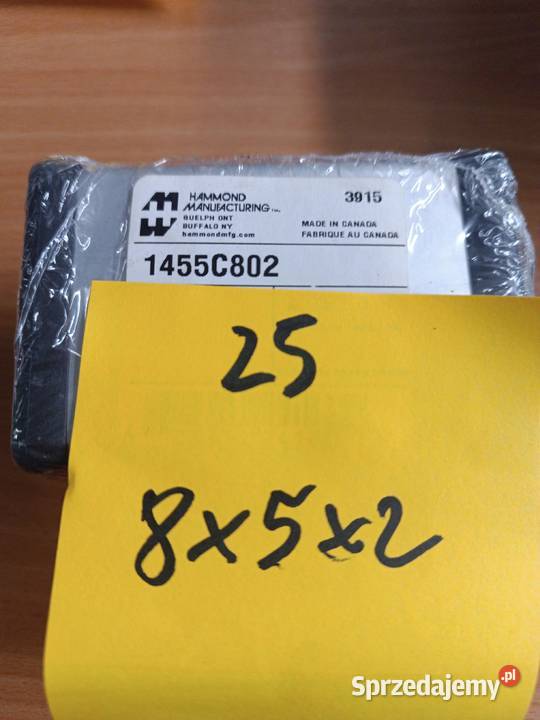 HAMMOND
MANUFACTURING™
GUELPH ONT
BUFFALO NY
hammondmfg.com
3915
MADE IN CANADA
FABRIQUE AU CANADA
1455C802
25
8x5x2
Sprzedajemy.pl